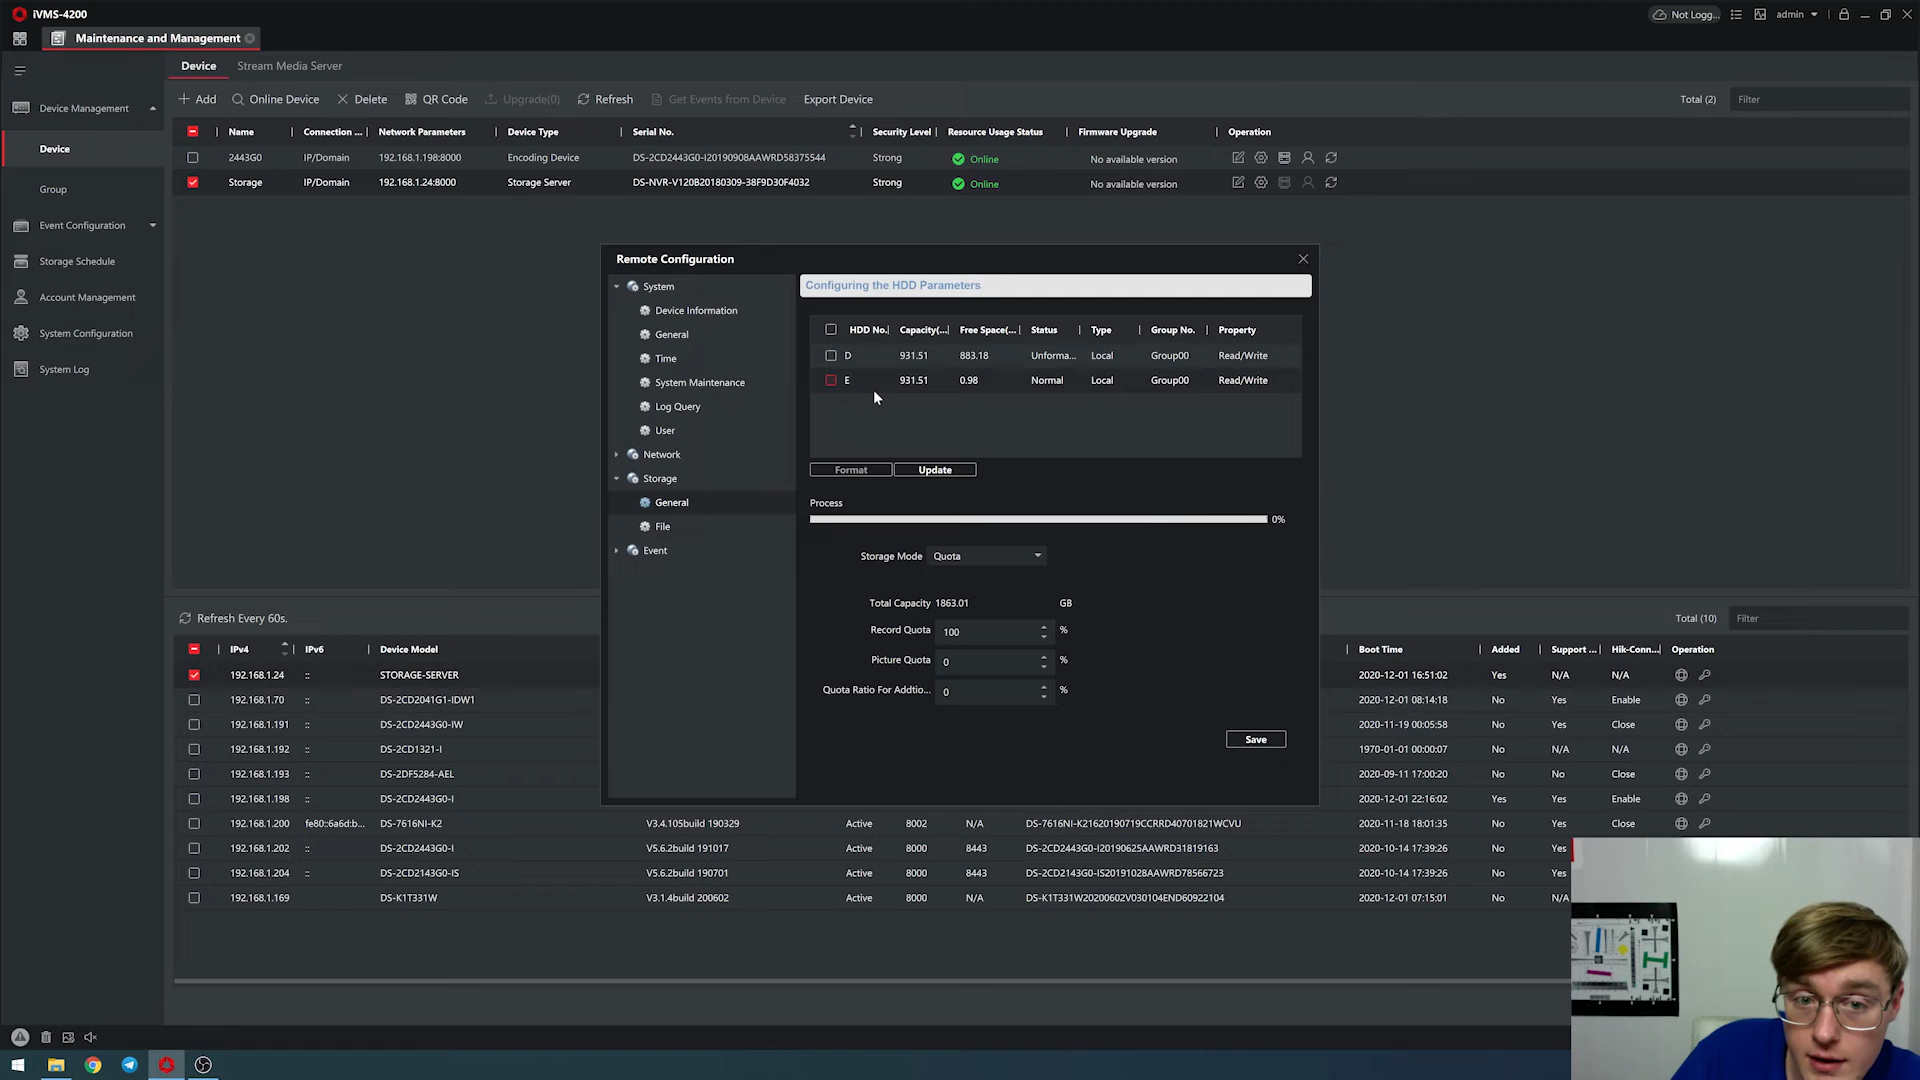 iVMS-4200
Not Logg... admin
Maintenance and Management
Device Stream Media Server
Device Management
Device
Group
Event Configuration
Storage Schedule
Account Management
System Configuration
System Log
Add Online Device Delete QR Code Upgrade(0) Refresh Get Events from Device Export Device Total (2) Filter
Name Connection ... Network Parameters Device Type Serial No. Security Level Resource Usage Status Firmware Upgrade Operation
2443G0 IP/Domain 192.168.1.198:8000 Encoding Device DS-2CD2443G0-I20190908AAWRD58375544 Strong Online No available version
Storage IP/Domain 192.168.1.24:8000 Storage Server DS-NVR-V120B20180309-38F9D30F4032 Strong Online No available version
Remote Configuration
System
Device Information
General
Time
System Maintenance
Log Query
User
Network
Storage
General
File
Event
Configuring the HDD Parameters
HDD No. Capacity(... Free Space(... Status Type Group No. Property
D 931.51 883.18 Unforma... Local Group00 Read/Write
E 931.51 0.98 Normal Local Group00 Read/Write
Format Update
Process
0%
Storage Mode Quota
Total Capacity 1863.01 GB
Record Quota 100 %
Picture Quota 0 %
Quota Ratio For Addtio... 0 %
Save
Refresh Every 60s. Total (10) Filter
IPv4 IPv6 Device Model Boot Time Added Support ... Hik-Conn... Operation
192.168.1.24 :: STORAGE-SERVER 2020-12-01 16:51:02 Yes N/A N/A
192.168.1.70 :: DS-2CD2041G1-IDW1 2020-12-01 08:14:18 No Yes Enable
192.168.1.191 :: DS-2CD2443G0-IW 2020-11-19 00:05:58 No Yes Close
192.168.1.192 :: DS-2CD1321-I 1970-01-01 00:00:07 No N/A N/A
192.168.1.193 :: DS-2DF5284-AEL 2020-09-11 17:00:20 No No Close
192.168.1.198 :: DS-2CD2443G0-I 2020-12-01 22:16:02 Yes Yes Enable
192.168.1.200 fe80::6a6d:b... DS-7616NI-K2 V3.4.105build 190329 Active 8002 N/A DS-7616NI-K21620190719CCRRD40701821WCVU 2020-11-18 18:01:35 No Yes Close
192.168.1.202 :: DS-2CD2443G0-I V5.6.2build 191017 Active 8000 8443 DS-2CD2443G0-I20190625AAWRD31819163 2020-10-14 17:39:26 No Yes
192.168.1.204 :: DS-2CD2143G0-IS V5.6.2build 190701 Active 8000 8443 DS-2CD2143G0-IS20191028AAWRD78566723 2020-10-14 17:39:26 No Yes
192.168.1.169 DS-K1T331W V3.1.4build 200602 Active 8000 N/A DS-K1T331W20200602V030104END60922104 2020-12-01 07:15:01 No N/A